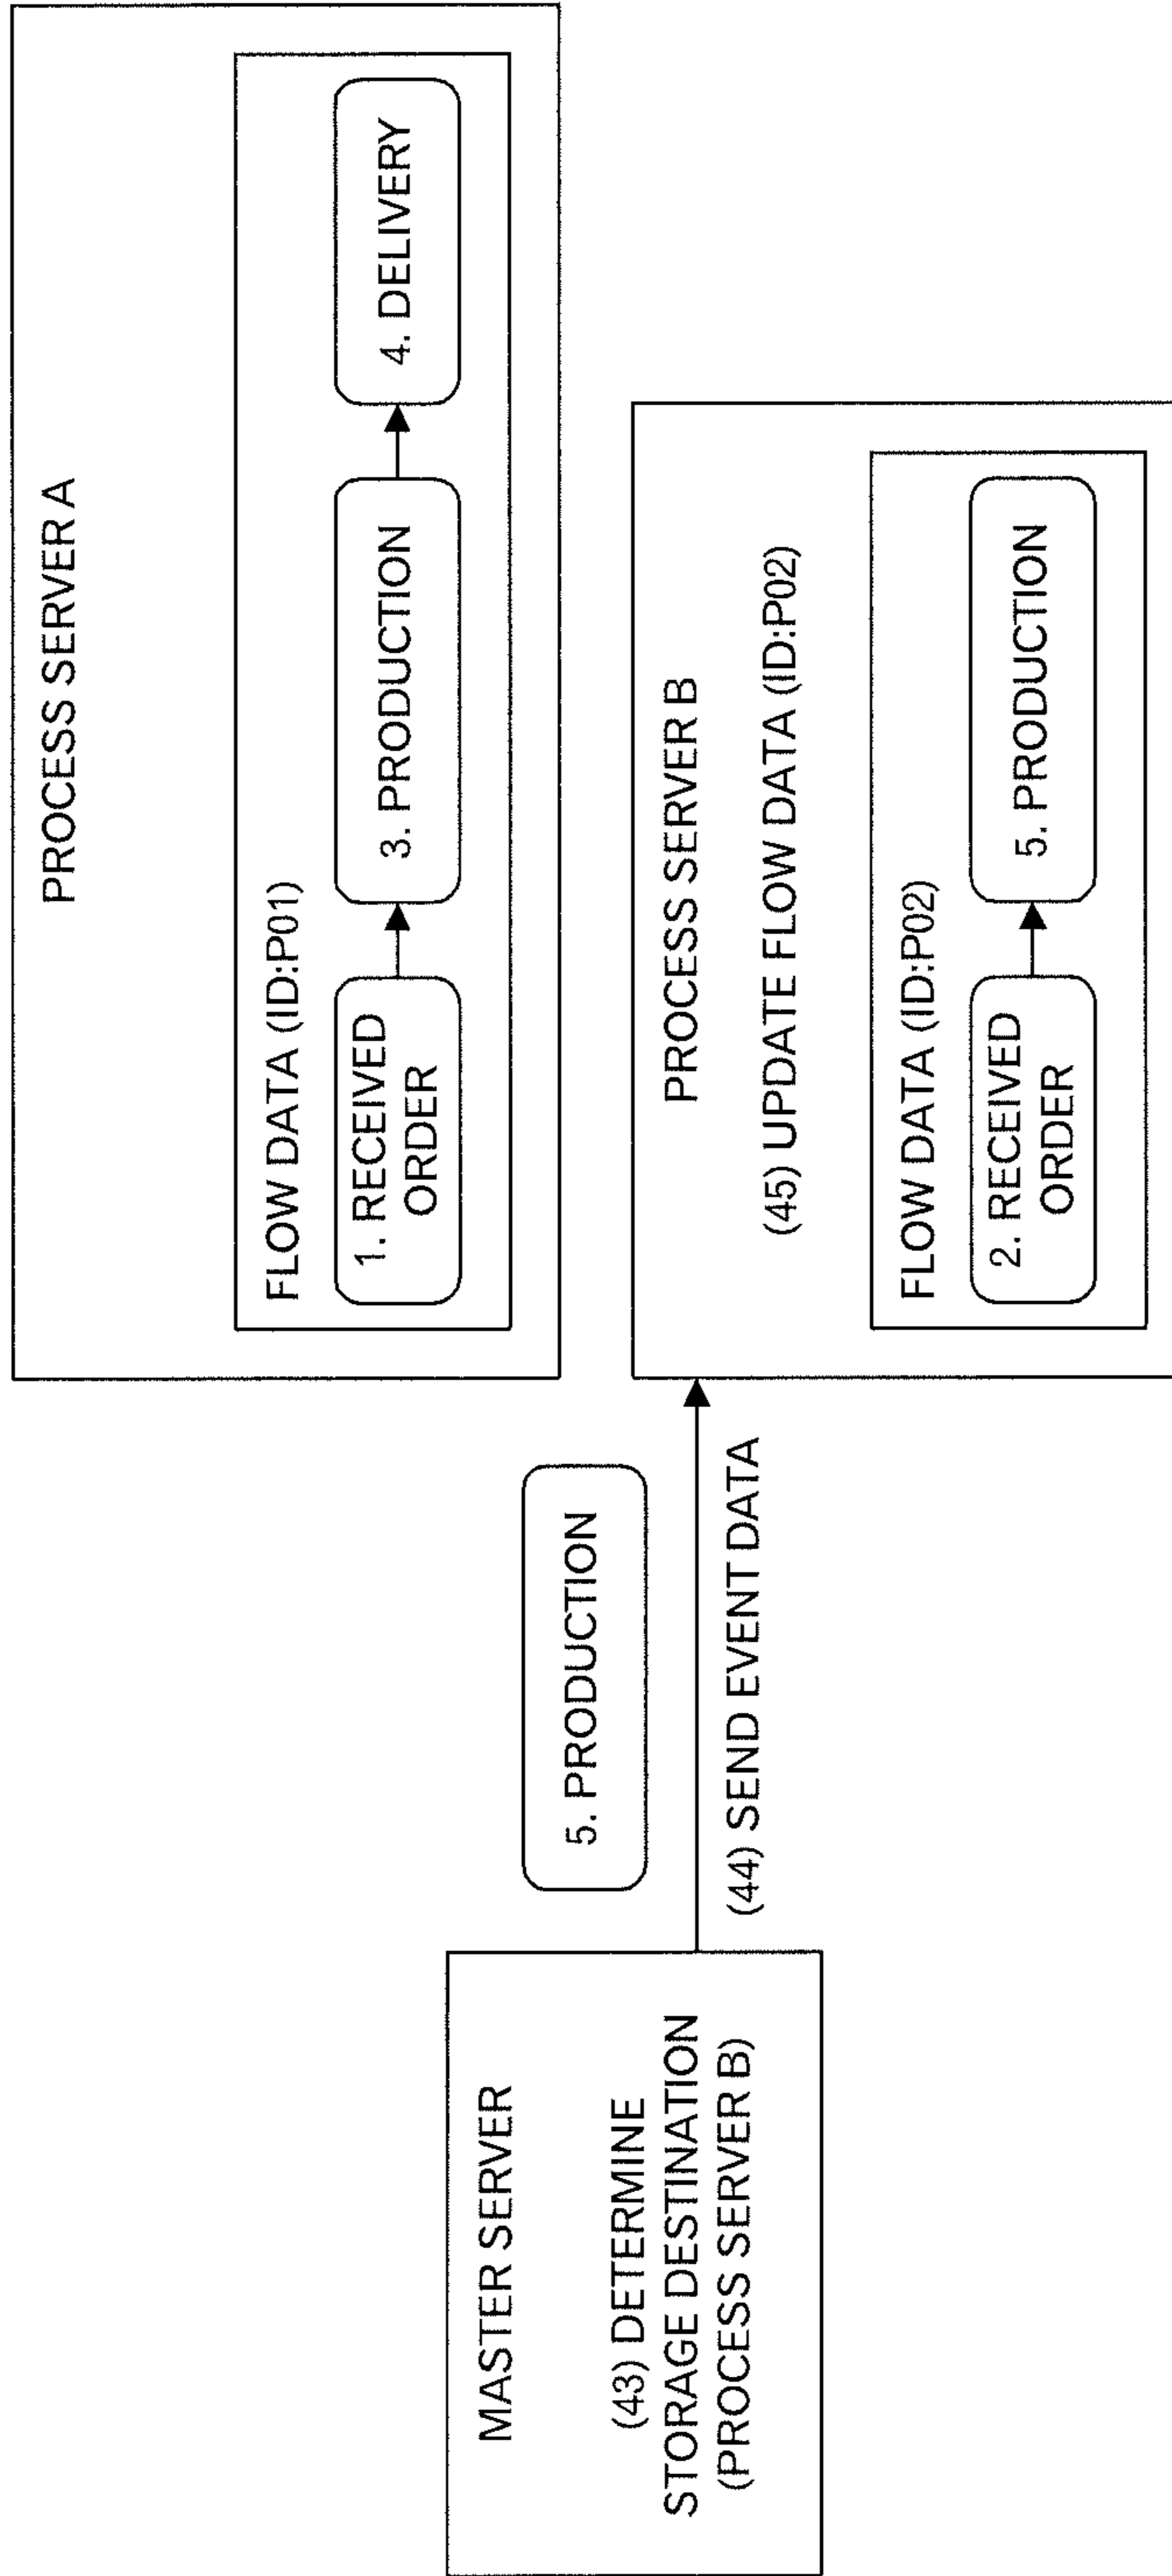 MASTER SERVER
(43) DETERMINE
STORAGE DESTINATION
(PROCESS SERVER B)
5. PRODUCTION
(44) SEND EVENT DATA
PROCESS SERVER A
FLOW DATA (ID:P01)
1. RECEIVED
ORDER
3. PRODUCTION
4. DELIVERY
PROCESS SERVER B
(45) UPDATE FLOW DATA (ID:P02)
FLOW DATA (ID:P02)
2. RECEIVED
ORDER
5. PRODUCTION